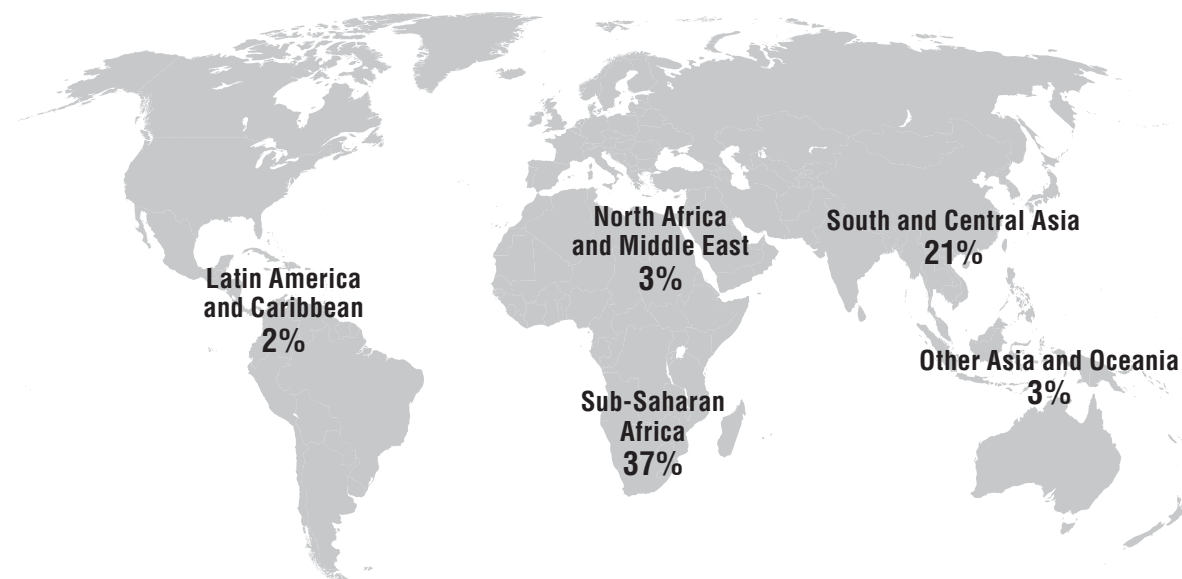 North Africa
and Middle East
3%
South and Central Asia
21%
Latin America
and Caribbean
2%
Other Asia and Oceania
3%
Sub-Saharan
Africa
37%